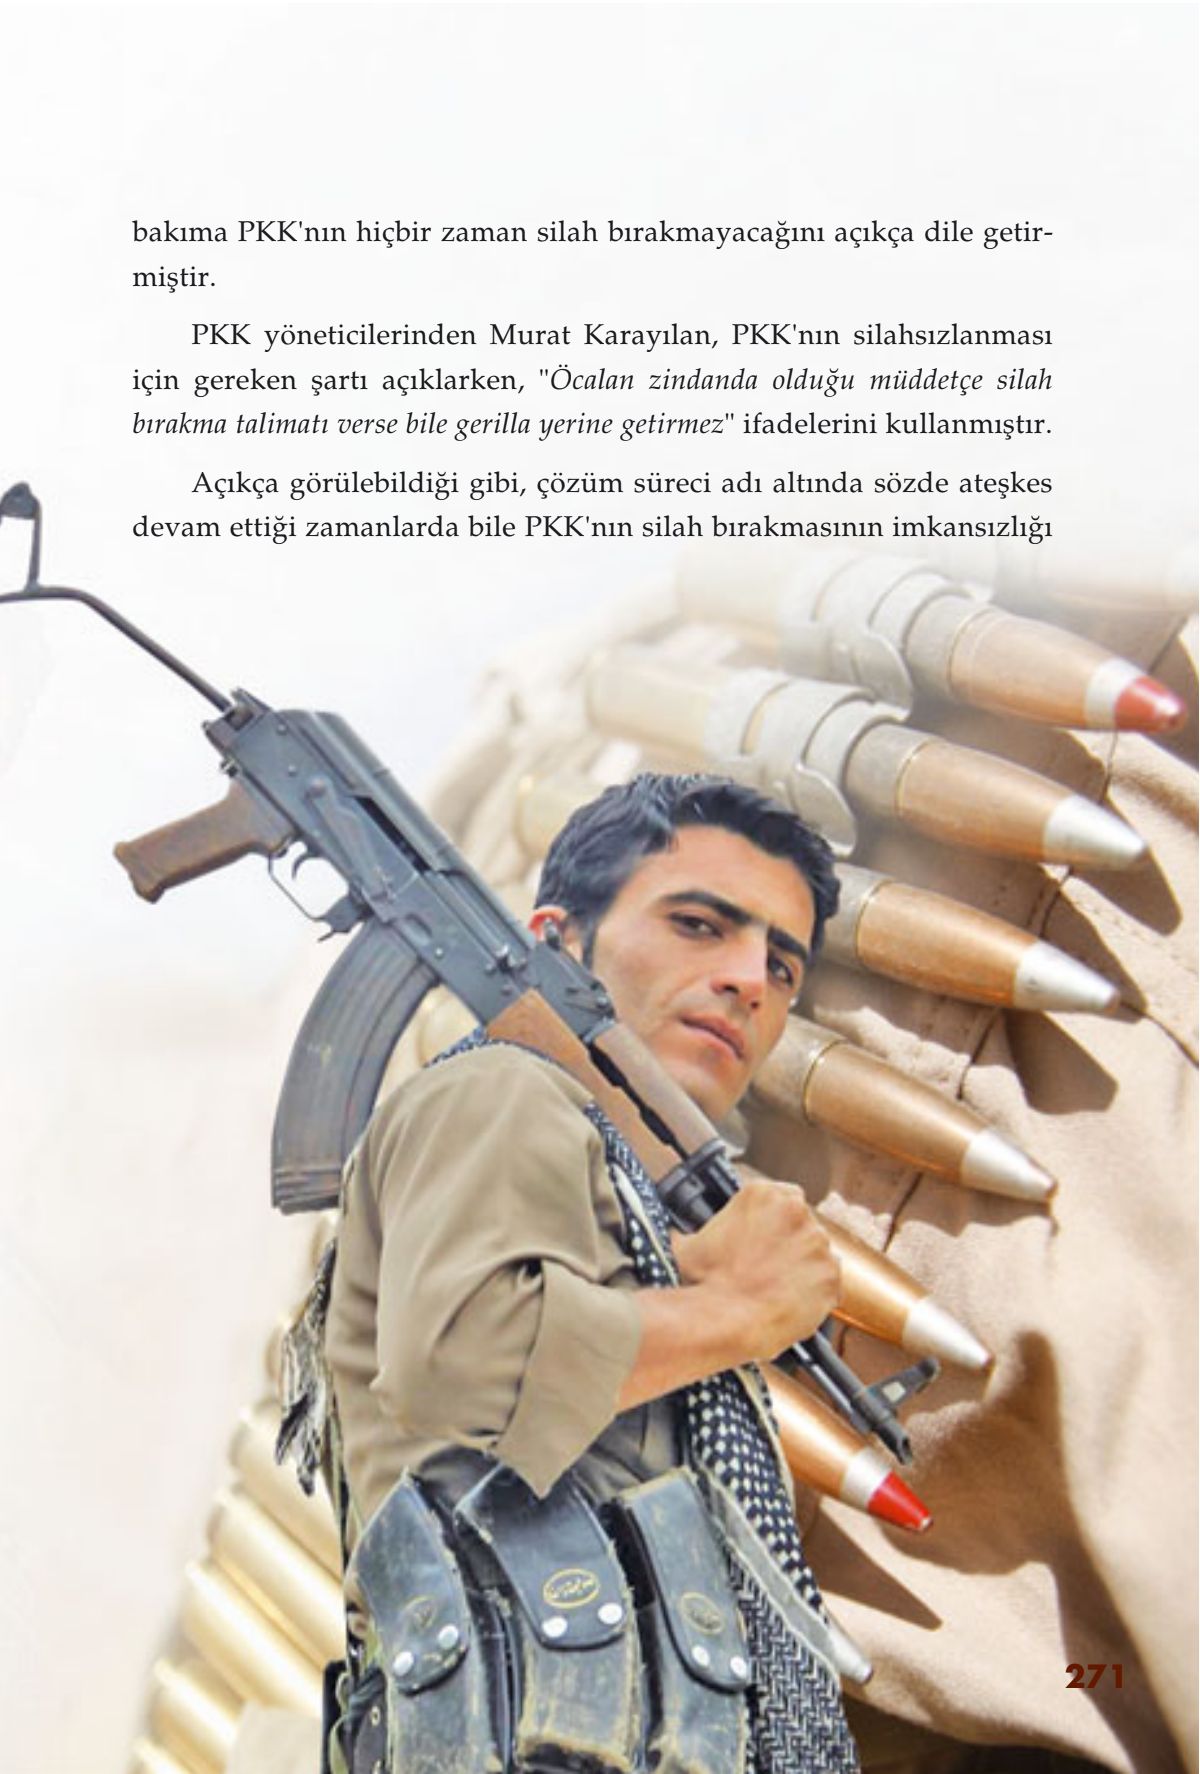 bakıma PKK'nın hiçbir zaman silah bırakmayacağını açıkça dile getir-
miştir.
PKK yöneticilerinden Murat Karayılan, PKK'nın silahsızlanması
için gereken şartı açıklarken, "Öcalan zindanda olduğu müddetçe silah
bırakma talimatı verse bile gerilla yerine getirmez" ifadelerini kullanmıştır.
Açıkça görülebildiği gibi, çözüm süreci adı altında sözde ateşkes
devam ettiği zamanlarda bile PKK'nın silah bırakmasının imkansızlığı
271